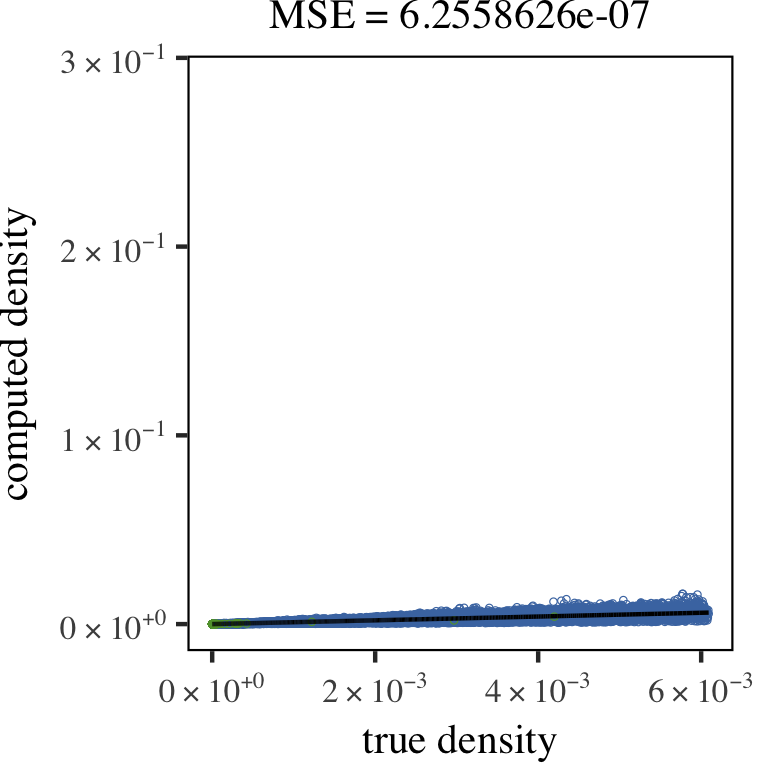 MSE = 6.2558626e-07
3 × 10⁻¹
2 × 10⁻¹
1 × 10⁻¹
0 × 10⁺⁰
computed density
0 × 10⁺⁰ 2 × 10⁻³ 4 × 10⁻³ 6 × 10⁻³
true density